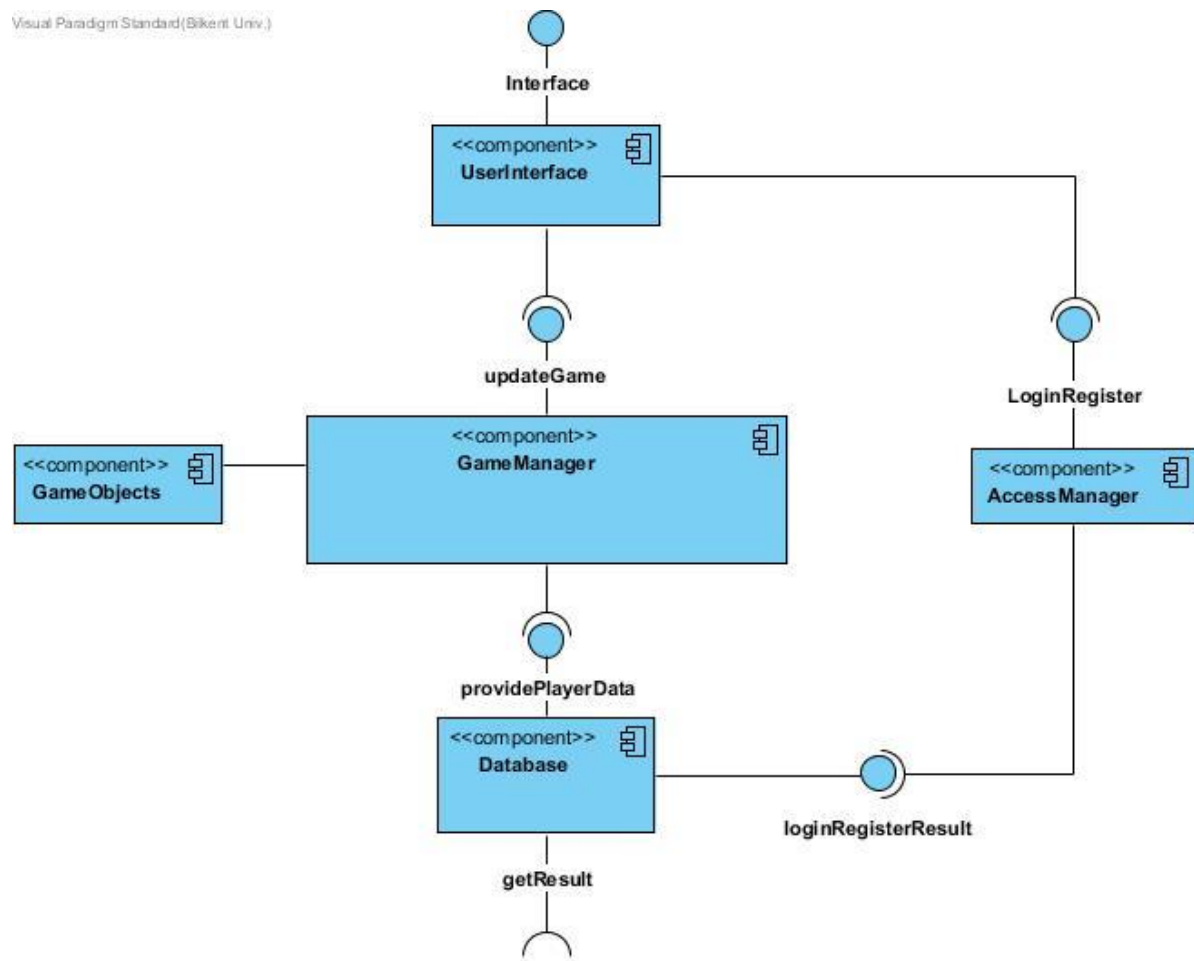 Visual Paradigm Standard(Bilkent Univ.)
Interface
<<component>>
UserInterface
updateGame
LoginRegister
<<component>>
GameManager
<<component>>
GameObjects
<<component>>
AccessManager
providePlayerData
<<component>>
Database
loginRegisterResult
getResult